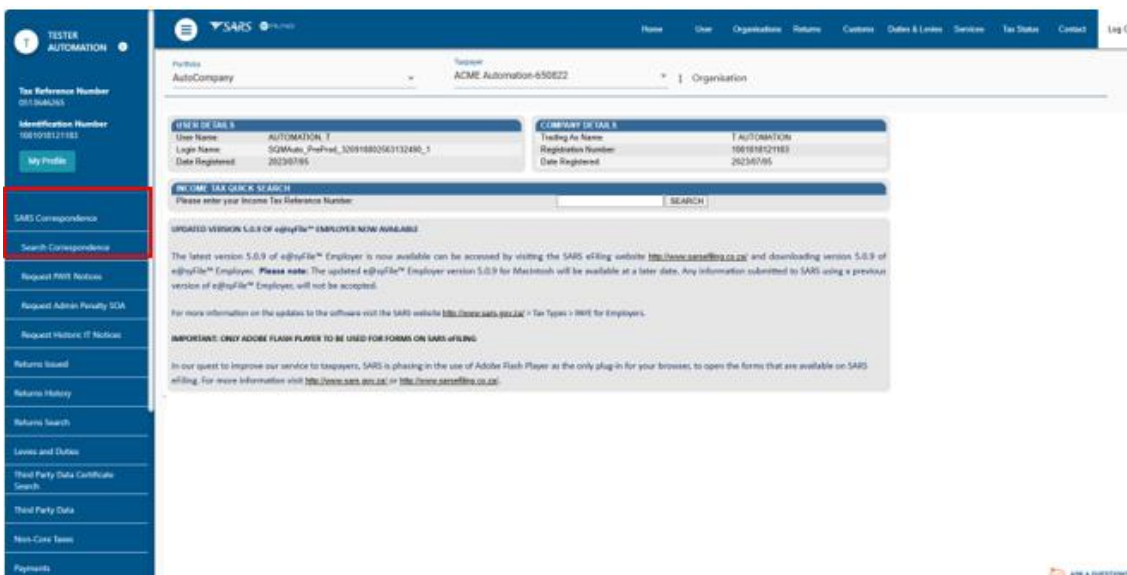 T
TESTER
AUTOMATION
SARS
Home User Organisations Returns Customs Duties & Levies Services Tax Status Contact Log
Portfolio
AutoCompany
Taxpayer
ACME Automation-650822
Organisation
Tax Reference Number
Identification Number
1001010121103
My Profile
USER DETAILS
User Name: AUTOMATION, T
Login Name:
Date Registered: 2023/07/05
COMPANY DETAILS
Trading As Name: T AUTOMATION
Registration Number:
Date Registered: 2023/07/05
INCOME TAX QUICK SEARCH
Please enter your Income Tax Reference Number: SEARCH
UPDATED VERSION 5.0.9 OF e@syFile™ EMPLOYER NOW AVAILABLE
The latest version 5.0.9 of e@syFile™ Employer is now available can be accessed by visiting the SARS eFiling website http://www.sarsefiling.co.za/ and downloading version 5.0.9 of
e@syFile™ Employer. Please note: The updated e@syFile™ Employer version 5.0.9 for Macintosh will be available at a later date. Any information submitted to SARS using a previous
version of e@syFile™ Employer, will not be accepted.
For more information on the updates to the software visit the SARS website http://www.sars.gov.za/ > Tax Types > PAYE for Employers.
IMPORTANT: ONLY ADOBE FLASH PLAYER TO BE USED FOR FORMS ON SARS eFILING
In our quest to improve our service to taxpayers, SARS is phasing in the use of Adobe Flash Player as the only plug-in for your browser, to open the forms that are available on SARS
eFiling. For more information visit http://www.sars.gov.za/ or http://www.sarsefiling.co.za/.
SARS Correspondence
Search Correspondence
Request PAYE Notices
Request Admin Penalty SOA
Request Historic IT Notices
Returns Issued
Returns History
Returns Search
Levies and Duties
Third Party Data Certificate
Search
Third Party Data
Non-Core Taxes
Payments
ASK A QUESTION